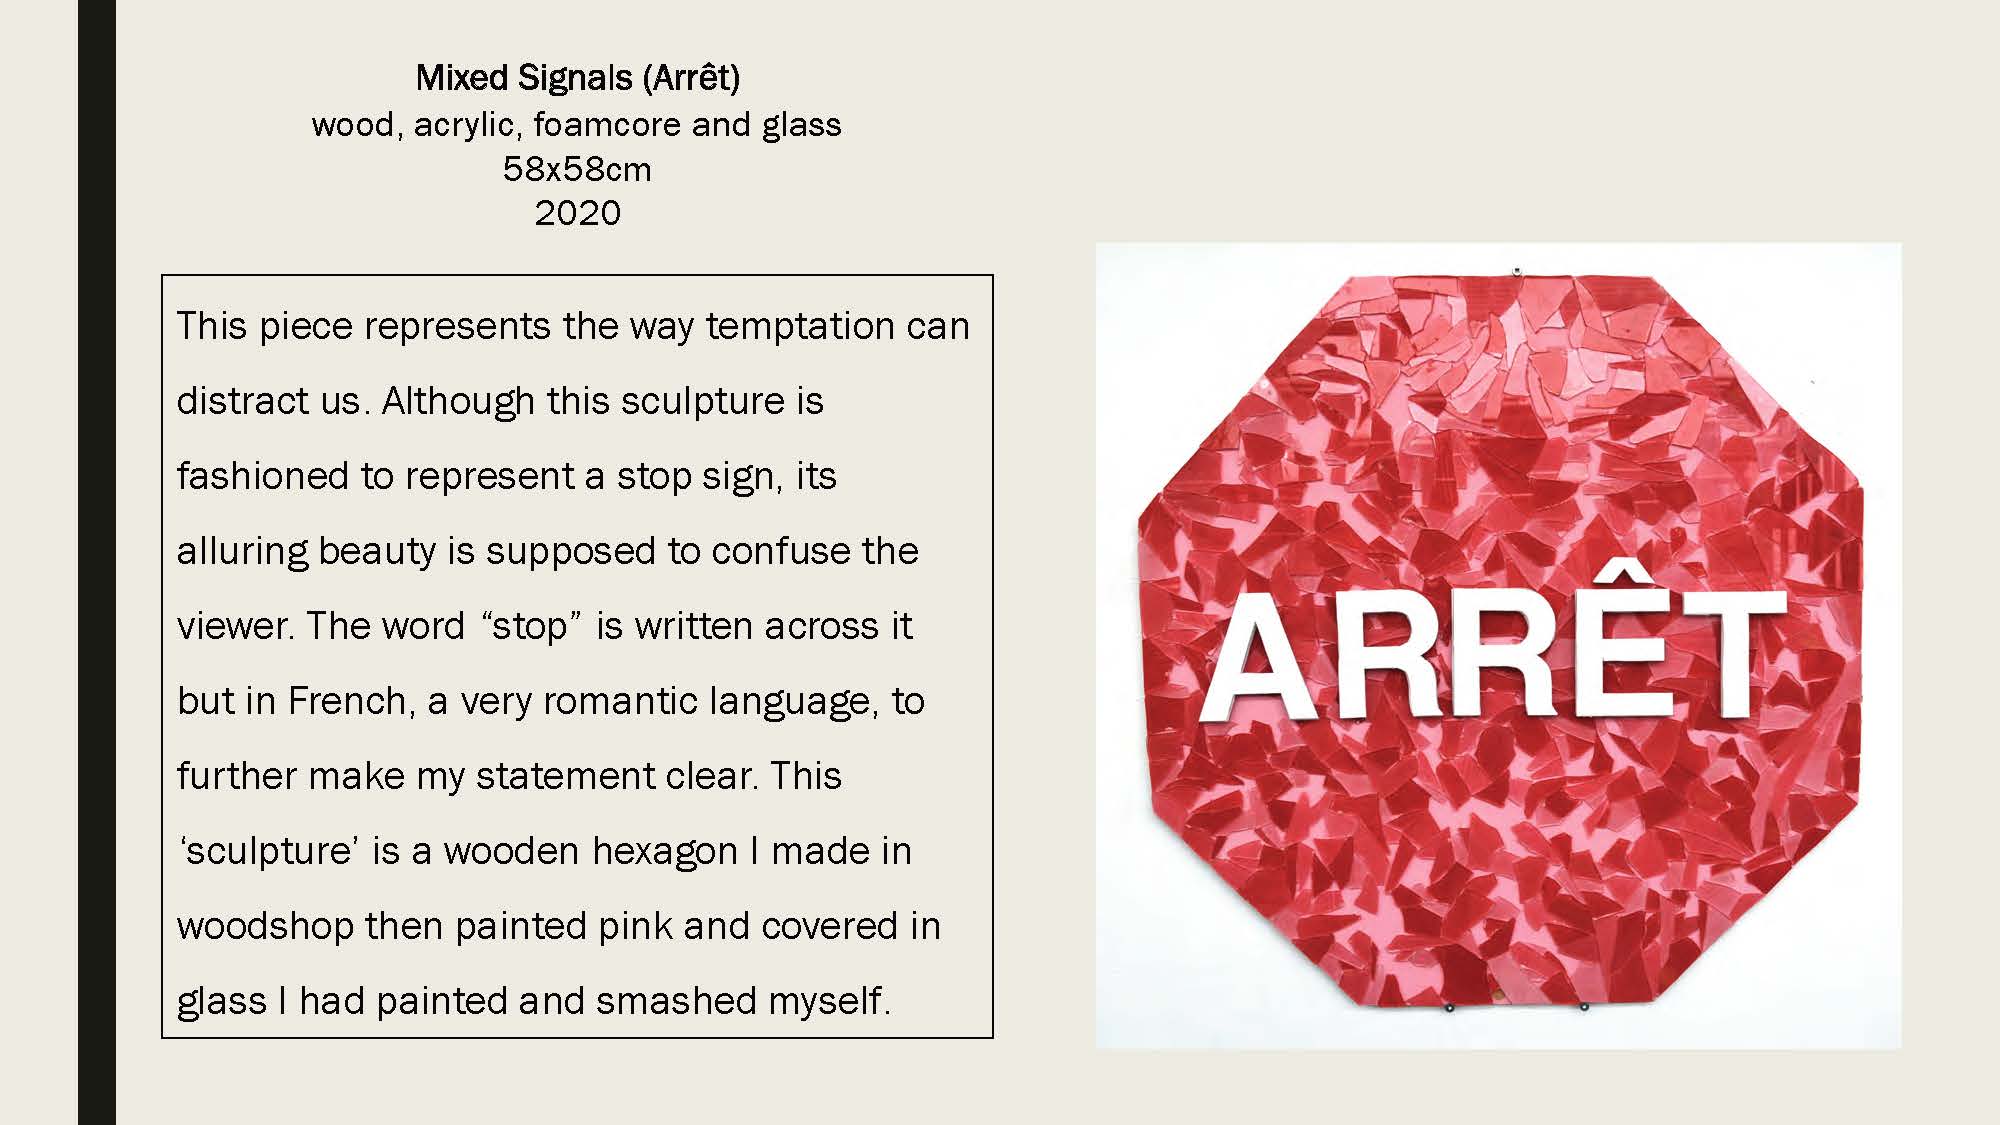 Mixed Signals (Arrêt)
wood, acrylic, foamcore and glass
58x58cm
2020
This piece represents the way temptation can
distract us. Although this sculpture is
fashioned to represent a stop sign, its
alluring beauty is supposed to confuse the
viewer. The word “stop” is written across it
but in French, a very romantic language, to
further make my statement clear. This
‘sculpture’ is a wooden hexagon I made in
woodshop then painted pink and covered in
glass I had painted and smashed myself.
ARRÊT